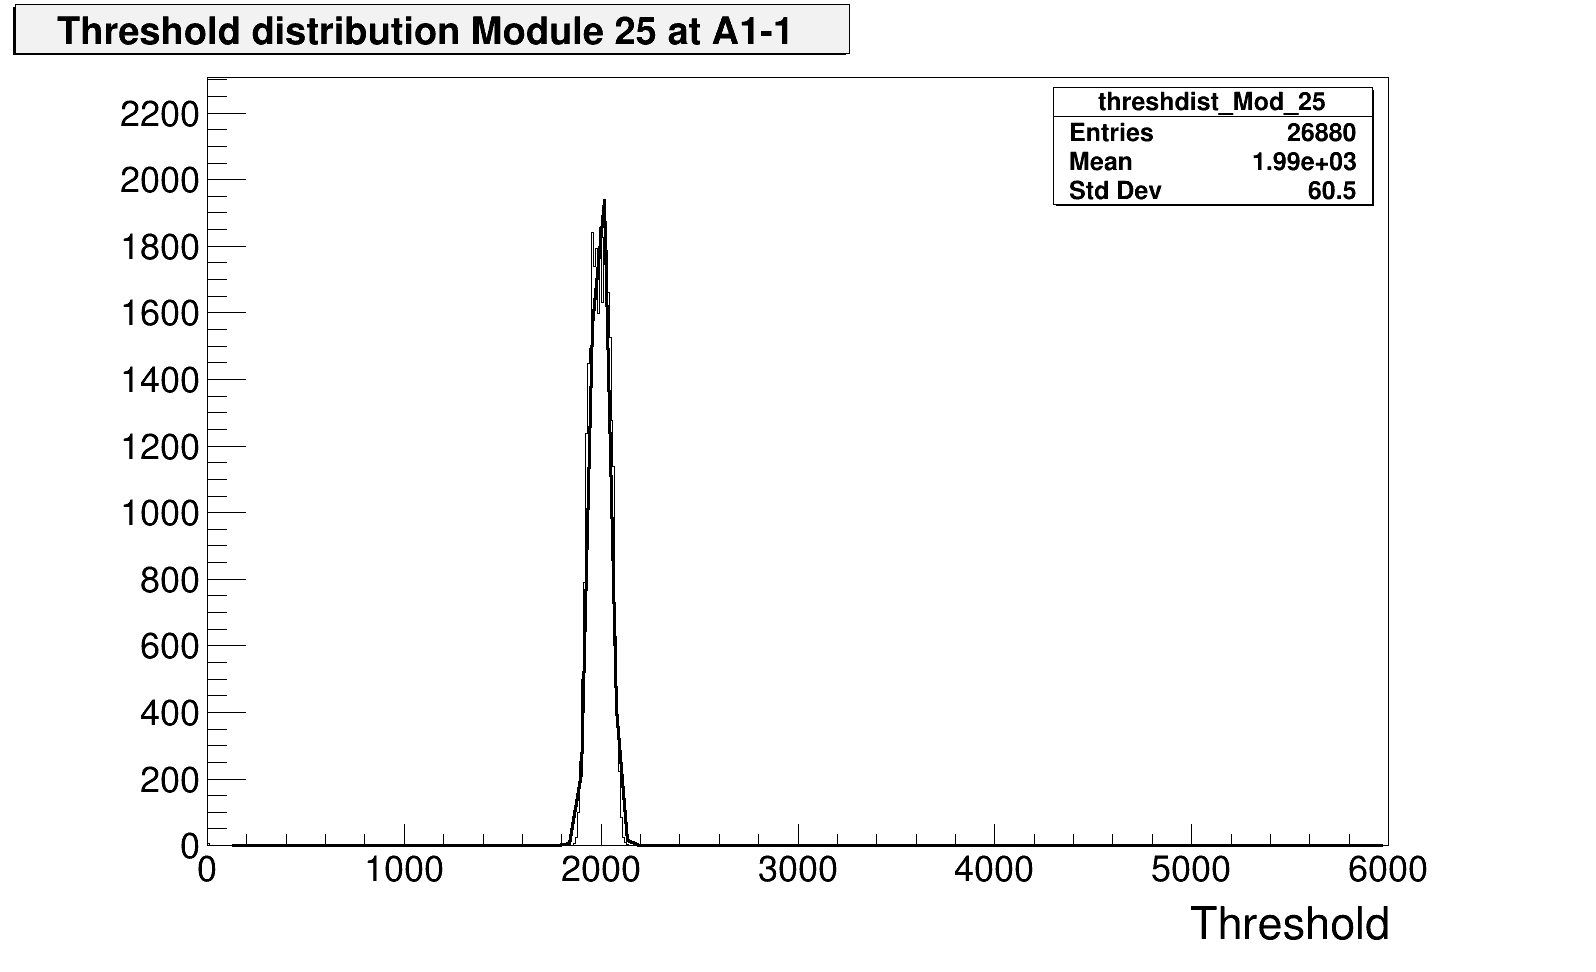 Threshold distribution Module 25 at A1-1
threshdist_Mod_25
Entries 26880
Mean 1.99e+03
Std Dev 60.5
2200
2000
1800
1600
1400
1200
1000
800
600
400
200
0
0 1000 2000 3000 4000 5000 6000
Threshold